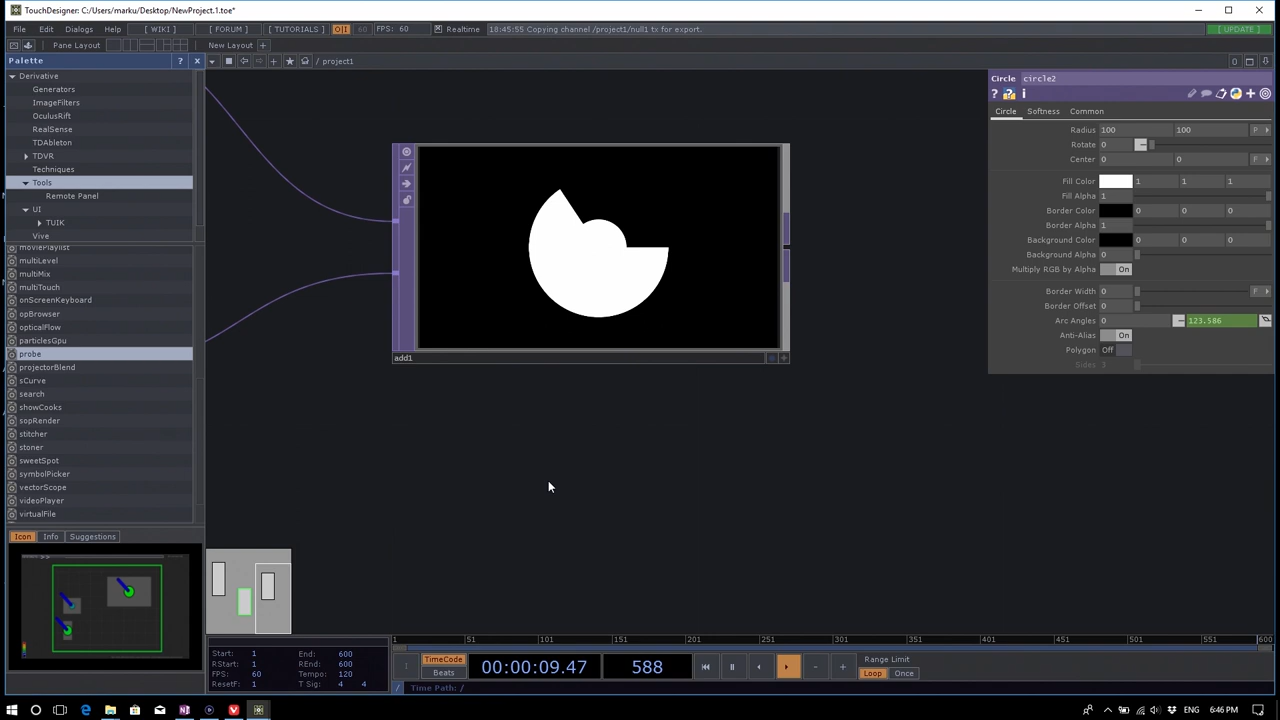 TouchDesigner: C:/Users/marku/Desktop/NewProject.1.toe*
File Edit Dialogs [ WIKI ] [ FORUM ] [ TUTORIALS ] O|I 60 FPS: 60 Realtime 18:45:55 Copying channel /project1/null1 tx for export. [ UPDATE ]
Pane Layout New Layout +
Palette ? x / project1 0
Derivative
Generators
ImageFilters
OculusRift
RealSense
TDAbleton
TDVR
Techniques
Tools
Remote Panel
UI
TUIK
Vive
moviePlaylist
multiLevel
multiMix
multiTouch
onScreenKeyboard
opBrowser
opticalFlow
particlesGpu
probe
projectorBlend
sCurve
search
showCooks
sopRender
stitcher
stoner
sweetSpot
symbolPicker
vectorScope
videoPlayer
virtualFile
Icon Info Suggestions
add1
Circle circle2
? ? i
Circle Softness Common
Radius 100 100 P
Rotate 0
Center 0 0 F
Fill Color 1 1 1
Fill Alpha 1
Border Color 0 0 0
Border Alpha 1
Background Color 0 0 0
Background Alpha 0
Multiply RGB by Alpha On
Border Width 0 F
Border Offset 0
Arc Angles 0 123.586
Anti-Alias On
Polygon Off
Sides 3
1 51 101 151 201 251 301 351 401 451 501 551 600
Start: 1 End: 600
RStart: 1 REnd: 600
FPS: 60 Tempo: 120
ResetF: 1 T Sig: 4 4
TimeCode
Beats
00:00:09.47 588
Range Limit
Loop Once
/ Time Path: /
6:46 PM